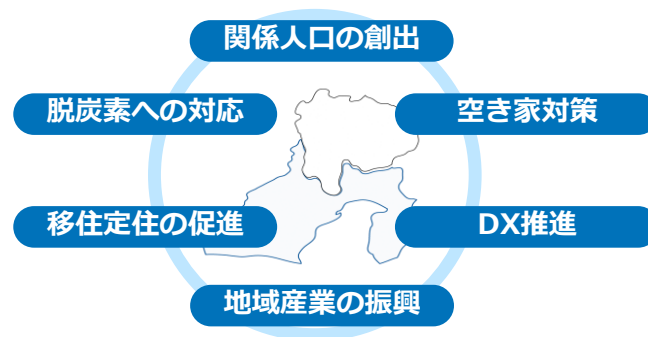 関係人口の創出
脱炭素への対応
空き家対策
移住定住の促進
DX推進
地域産業の振興